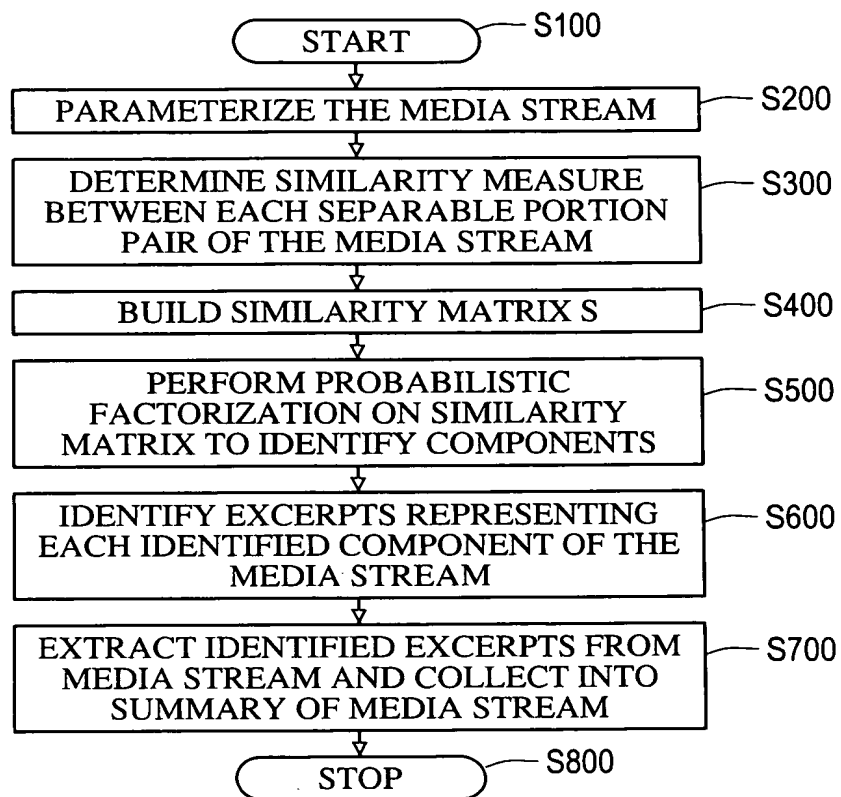 START
S100
PARAMETERIZE THE MEDIA STREAM
S200
DETERMINE SIMILARITY MEASURE
BETWEEN EACH SEPARABLE PORTION
PAIR OF THE MEDIA STREAM
S300
BUILD SIMILARITY MATRIX S
S400
PERFORM PROBABILISTIC
FACTORIZATION ON SIMILARITY
MATRIX TO IDENTIFY COMPONENTS
S500
IDENTIFY EXCERPTS REPRESENTING
EACH IDENTIFIED COMPONENT OF THE
MEDIA STREAM
S600
EXTRACT IDENTIFIED EXCERPTS FROM
MEDIA STREAM AND COLLECT INTO
SUMMARY OF MEDIA STREAM
S700
STOP
S800